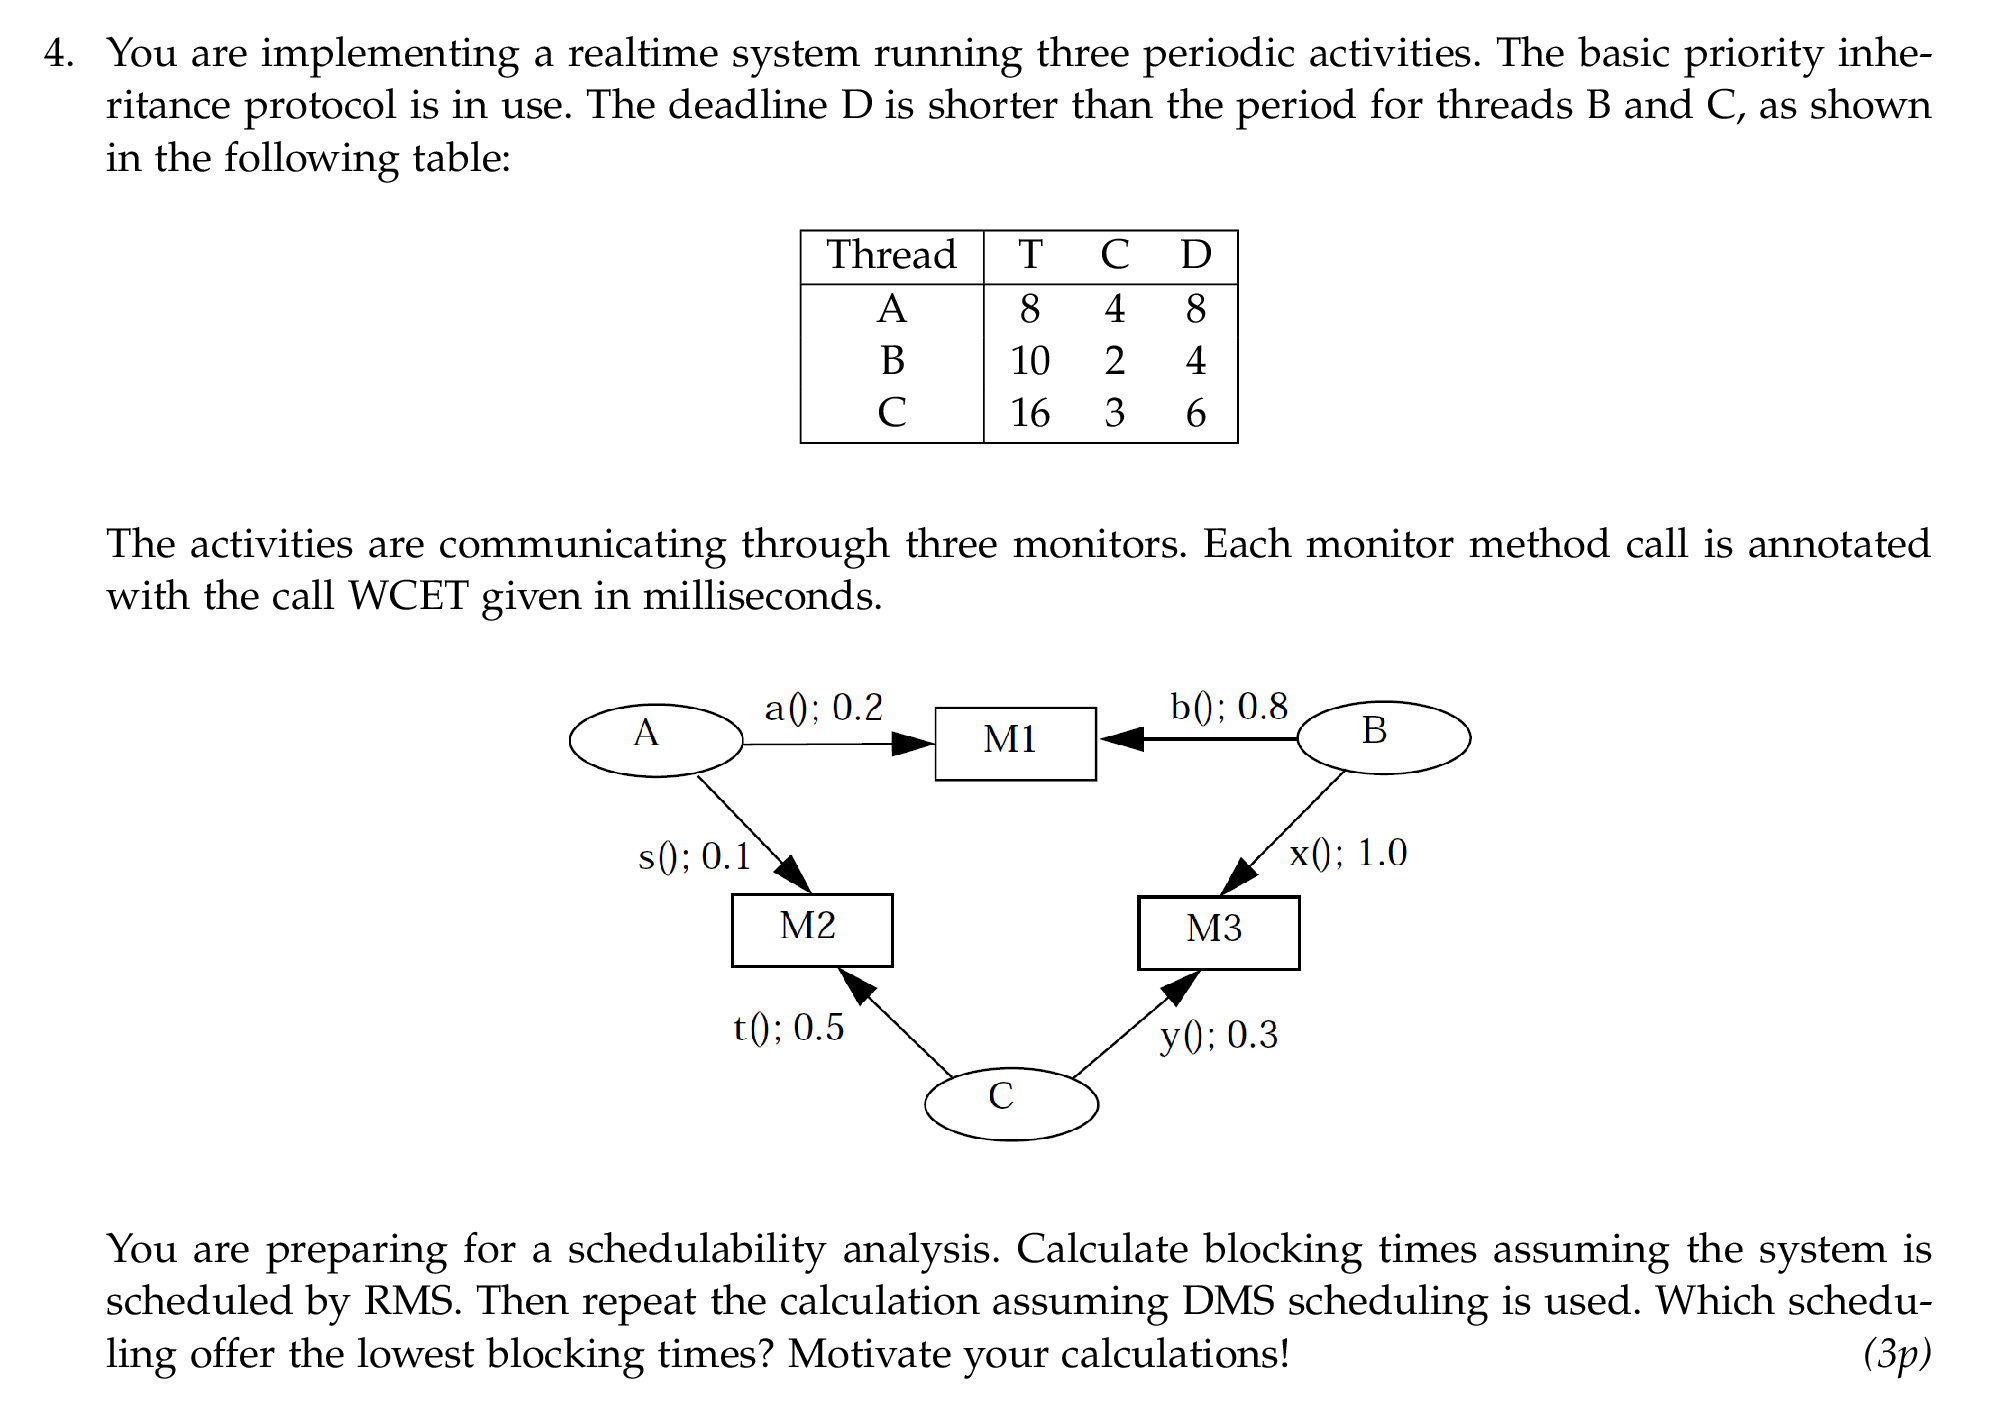 4. You are implementing a realtime system running three periodic activities. The basic priority inhe-
ritance protocol is in use. The deadline D is shorter than the period for threads B and C, as shown
in the following table:
Thread T C D
A 8 4 8
B 10 2 4
C 16 3 6
The activities are communicating through three monitors. Each monitor method call is annotated
with the call WCET given in milliseconds.
a(); 0.2
b(); 0.8
A
M1
B
s(); 0.1
x(); 1.0
M2
M3
t(); 0.5
y(); 0.3
C
You are preparing for a schedulability analysis. Calculate blocking times assuming the system is
scheduled by RMS. Then repeat the calculation assuming DMS scheduling is used. Which schedu-
ling offer the lowest blocking times? Motivate your calculations! (3p)